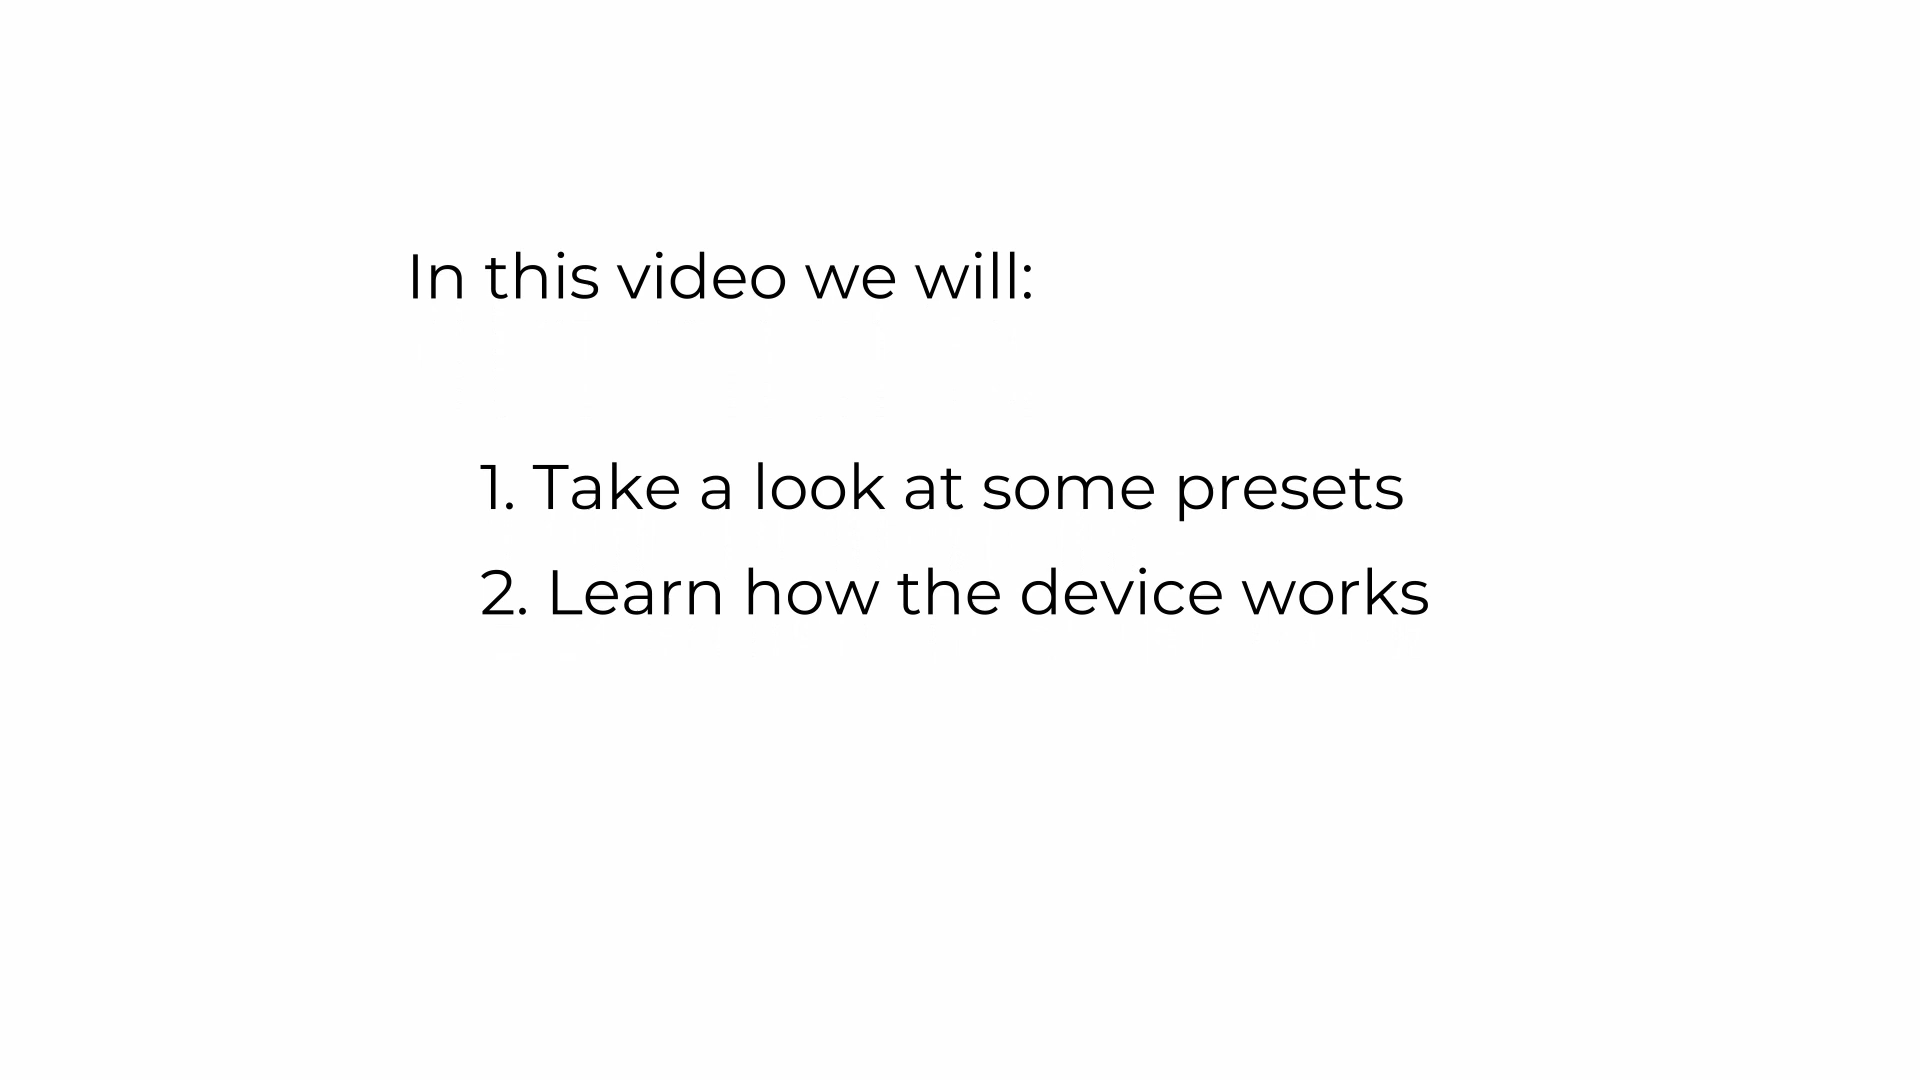 In this video we will:
1. Take a look at some presets
2. Learn how the device works